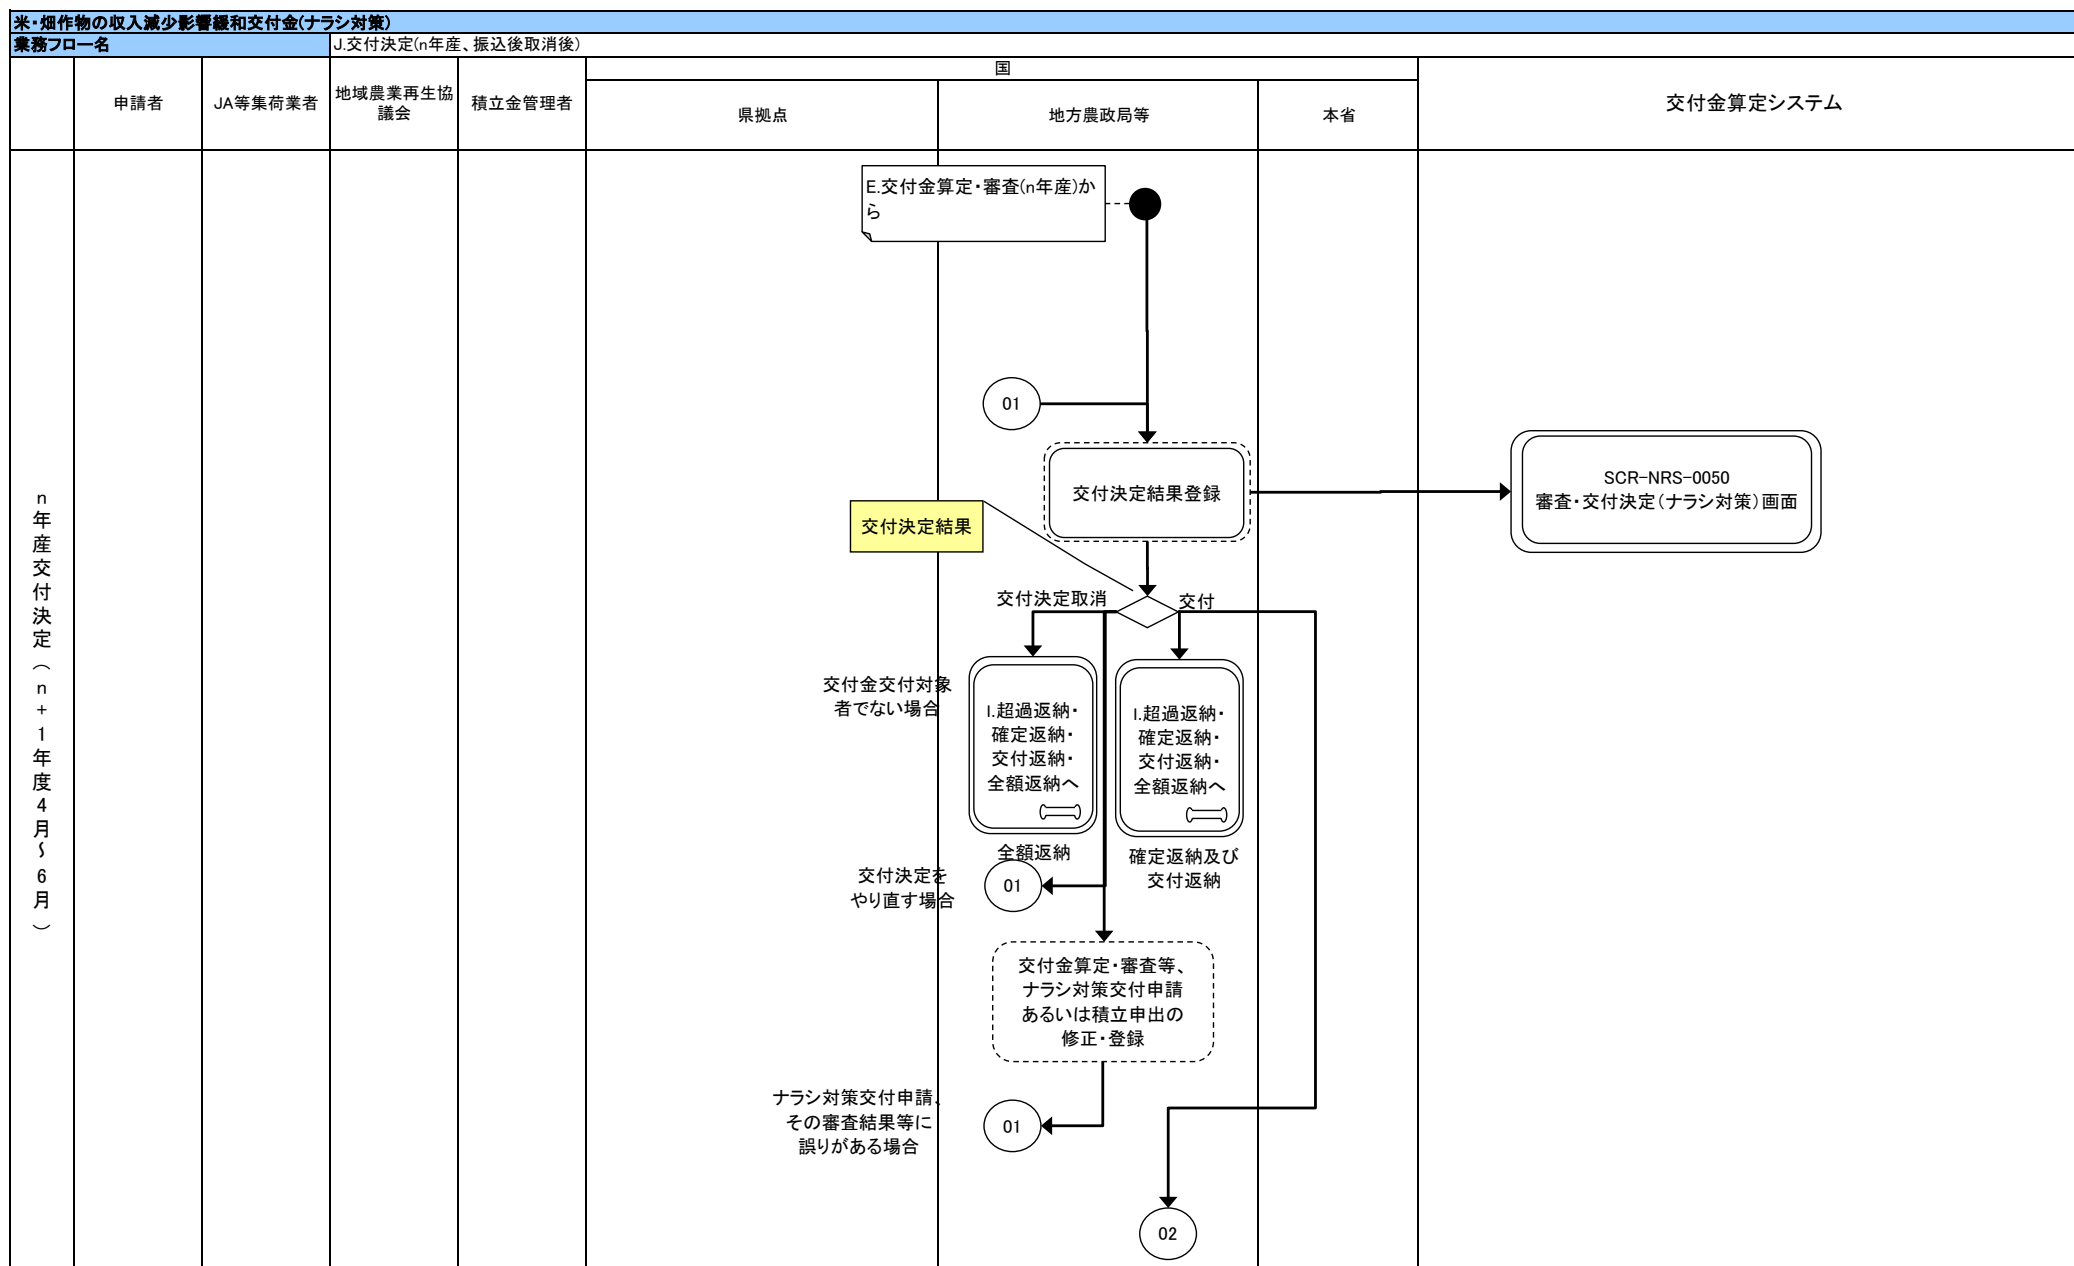 米・畑作物の収入減少影響緩和交付金(ナラシ対策)
業務フロー名
J.交付決定(n年産、振込後取消後)
申請者
JA等集荷業者
地域農業再生協
議会
積立金管理者
国
県拠点
地方農政局等
本省
交付金算定システム
n年産交付決定（n+1年度4月～6月）
E.交付金算定・審査(n年産)か
ら
01
交付決定結果登録
SCR-NRS-0050
審査・交付決定(ナラシ対策)画面
交付決定結果
交付決定取消
交付
交付金交付対象
者でない場合
I.超過返納・
確定返納・
交付返納・
全額返納へ
I.超過返納・
確定返納・
交付返納・
全額返納へ
全額返納
確定返納及び
交付返納
交付決定を
やり直す場合
01
交付金算定・審査等、
ナラシ対策交付申請
あるいは積立申出の
修正・登録
ナラシ対策交付申請、
その審査結果等に
誤りがある場合
01
02